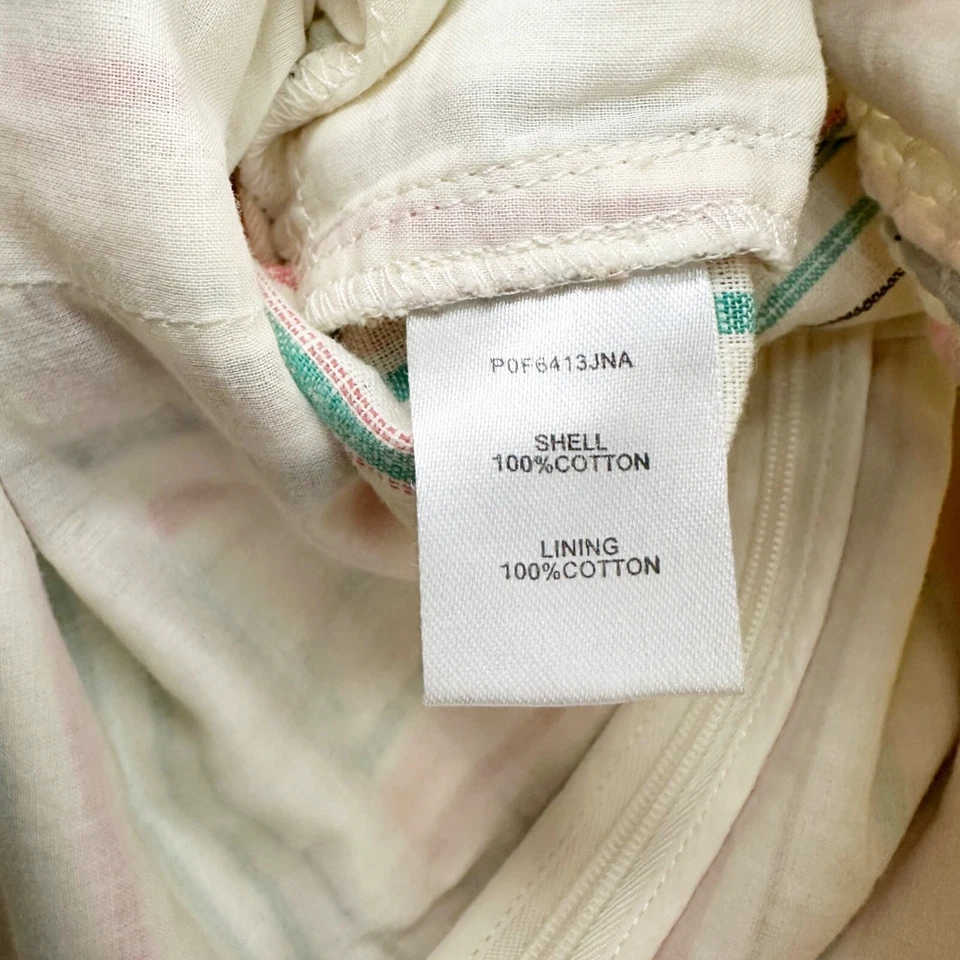 P0F6413JNA
SHELL
100%COTTON
LINING
100%COTTON